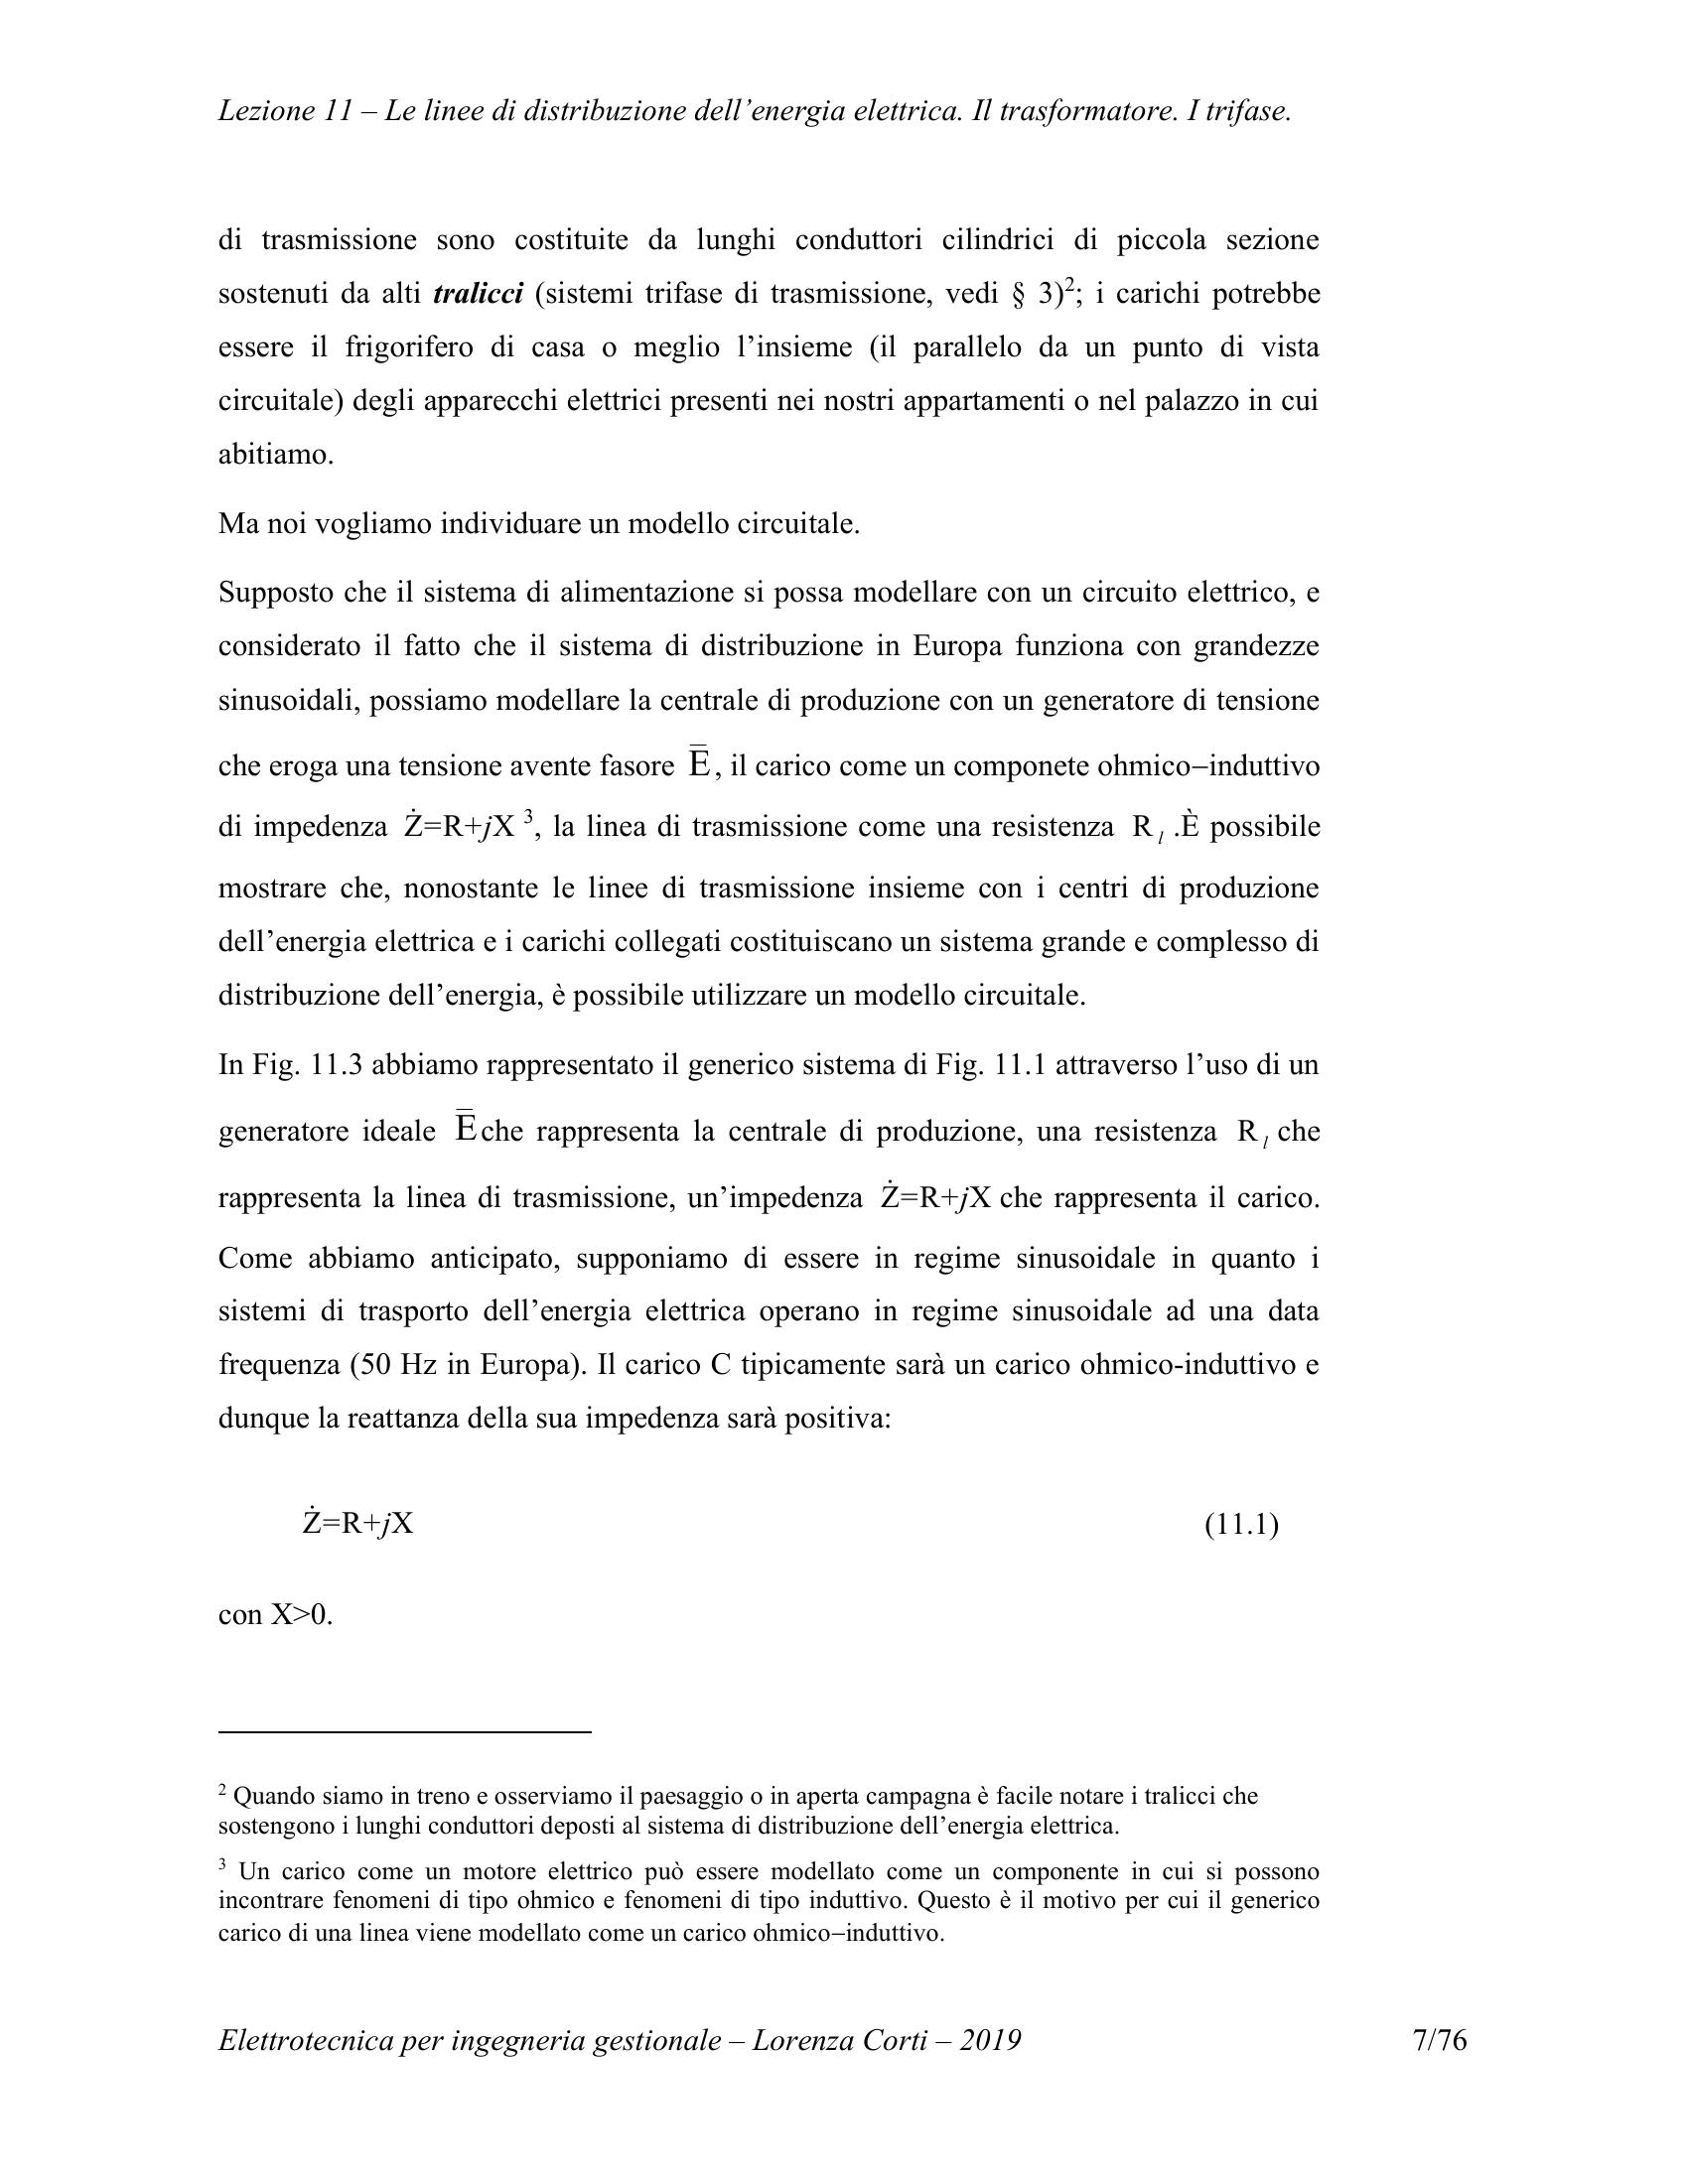 Lezione 11 – Le linee di distribuzione dell’energia elettrica. Il trasformatore. I trifase.
di trasmissione sono costituite da lunghi conduttori cilindrici di piccola sezione
sostenuti da alti tralicci (sistemi trifase di trasmissione, vedi § 3)²; i carichi potrebbe
essere il frigorifero di casa o meglio l’insieme (il parallelo da un punto di vista
circuitale) degli apparecchi elettrici presenti nei nostri appartamenti o nel palazzo in cui
abitiamo.
Ma noi vogliamo individuare un modello circuitale.
Supposto che il sistema di alimentazione si possa modellare con un circuito elettrico, e
considerato il fatto che il sistema di distribuzione in Europa funziona con grandezze
sinusoidali, possiamo modellare la centrale di produzione con un generatore di tensione
che eroga una tensione avente fasore E̅, il carico come un componete ohmico−induttivo
di impedenza Ż=R+jX ³, la linea di trasmissione come una resistenza R l .È possibile
mostrare che, nonostante le linee di trasmissione insieme con i centri di produzione
dell’energia elettrica e i carichi collegati costituiscano un sistema grande e complesso di
distribuzione dell’energia, è possibile utilizzare un modello circuitale.
In Fig. 11.3 abbiamo rappresentato il generico sistema di Fig. 11.1 attraverso l’uso di un
generatore ideale E̅ che rappresenta la centrale di produzione, una resistenza R l che
rappresenta la linea di trasmissione, un’impedenza Ż=R+jX che rappresenta il carico.
Come abbiamo anticipato, supponiamo di essere in regime sinusoidale in quanto i
sistemi di trasporto dell’energia elettrica operano in regime sinusoidale ad una data
frequenza (50 Hz in Europa). Il carico C tipicamente sarà un carico ohmico-induttivo e
dunque la reattanza della sua impedenza sarà positiva:
Ż=R+jX (11.1)
con X>0.
² Quando siamo in treno e osserviamo il paesaggio o in aperta campagna è facile notare i tralicci che
sostengono i lunghi conduttori deposti al sistema di distribuzione dell’energia elettrica.
³ Un carico come un motore elettrico può essere modellato come un componente in cui si possono
incontrare fenomeni di tipo ohmico e fenomeni di tipo induttivo. Questo è il motivo per cui il generico
carico di una linea viene modellato come un carico ohmico−induttivo.
Elettrotecnica per ingegneria gestionale – Lorenza Corti – 2019 7/76